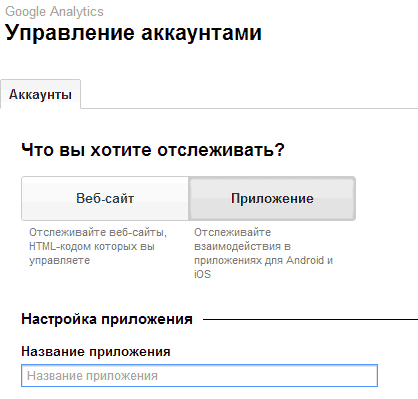 Google Analytics
Управление аккаунтами
Аккаунты
Что вы хотите отслеживать?
Веб-сайт
Приложение
Отслеживайте веб-сайты,
HTML-кодом которых вы
управляете
Отслеживайте
взаимодействия в
приложениях для Android и
iOS
Настройка приложения
Название приложения
Название приложения